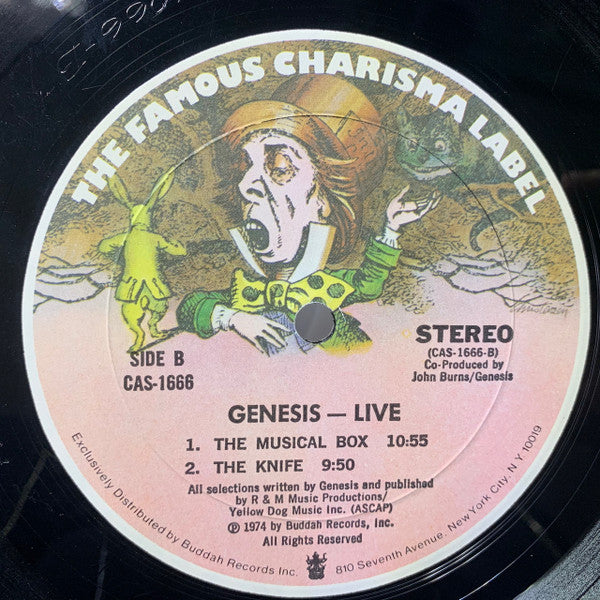 THE FAMOUS CHARISMA LABEL
SIDE B
CAS-1666
STEREO
(CAS-1666-B)
Co-Produced by
John Burns/Genesis
GENESIS — LIVE
1. THE MUSICAL BOX 10:55
2. THE KNIFE 9:50
All selections written by Genesis and published
by R & M Music Productions/
Yellow Dog Music Inc. (ASCAP)
℗ 1974 by Buddah Records, Inc.
All Rights Reserved
Exclusively Distributed by Buddah Records Inc. 810 Seventh Avenue, New York City, N Y 10019